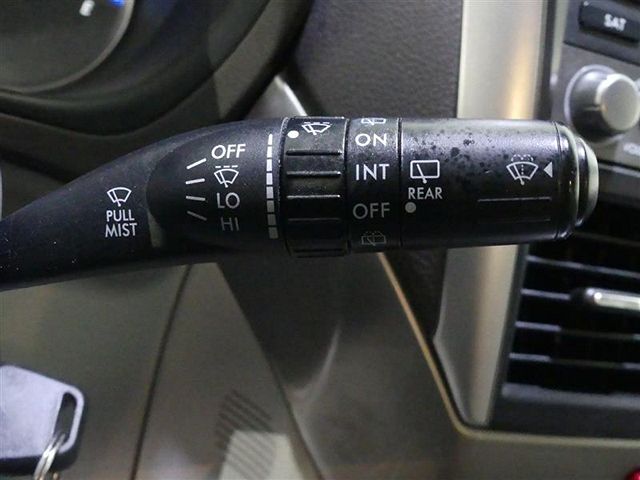 SAT
OFF
LO
HI
PULL
MIST
ON
INT
OFF
REAR